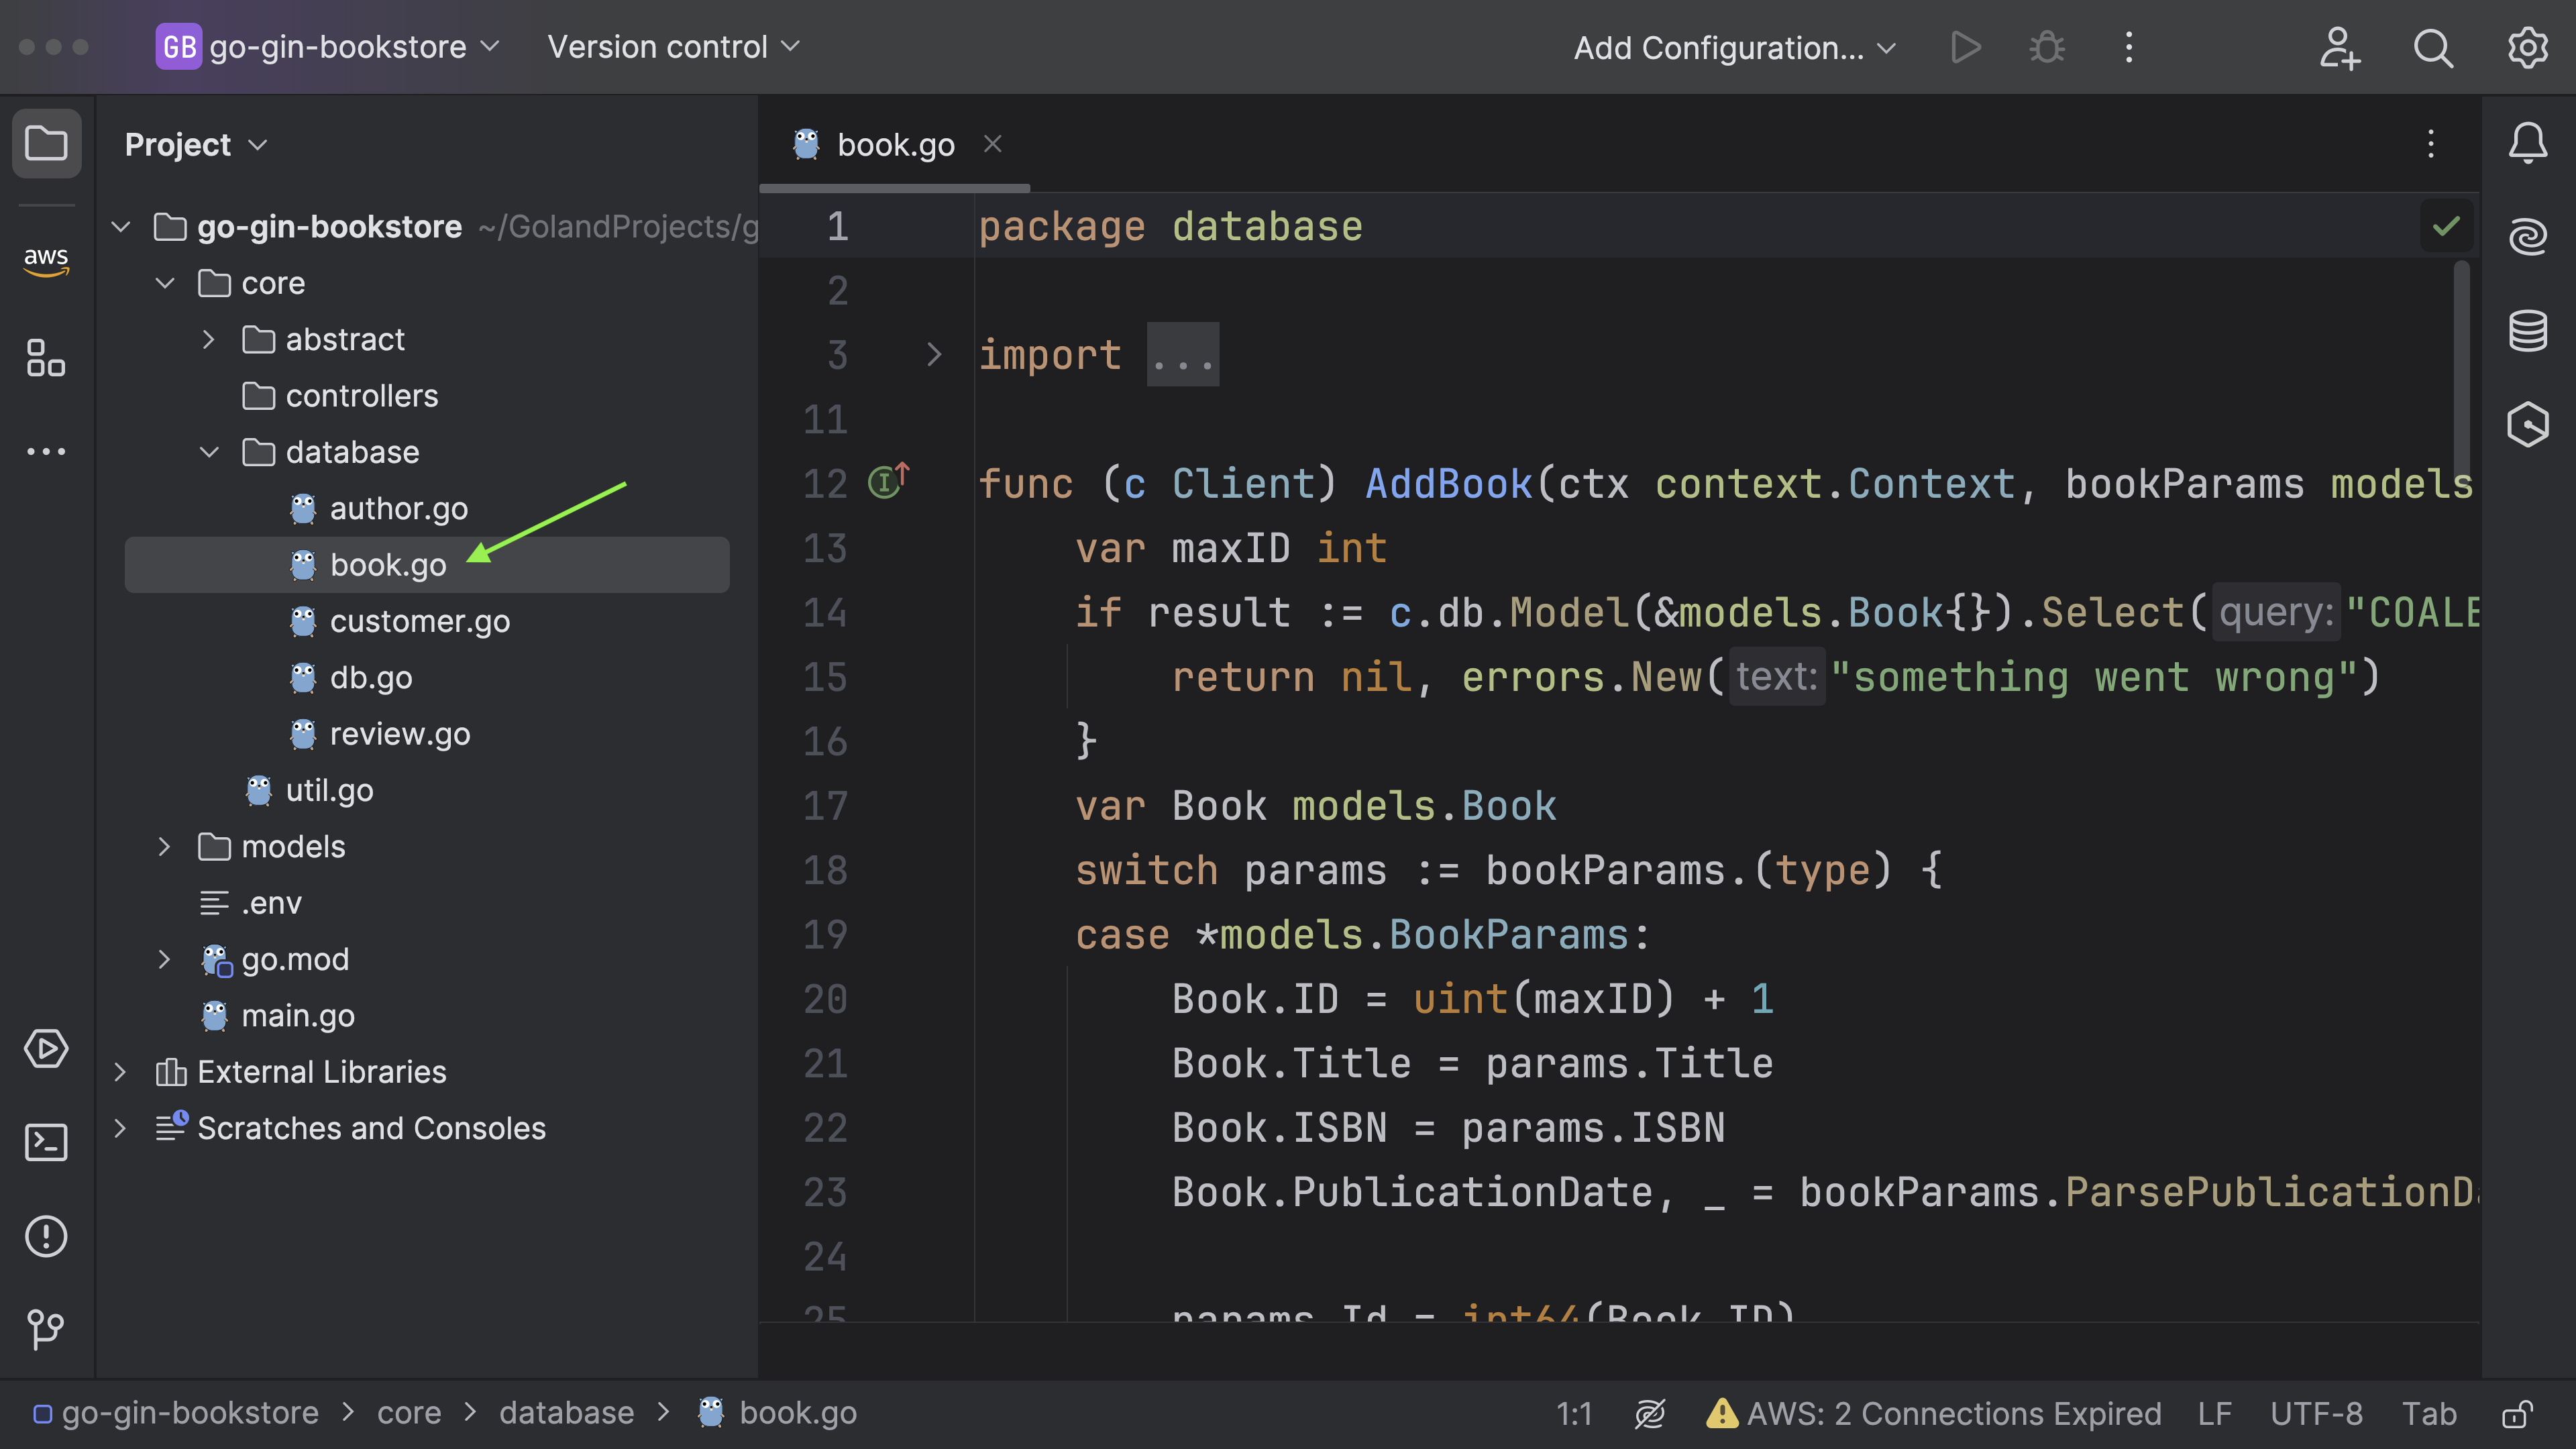 GB go-gin-bookstore Version control Add Configuration...
aws
Project
go-gin-bookstore ~/GolandProjects/g
core
abstract
controllers
database
author.go
book.go
customer.go
db.go
review.go
util.go
models
.env
go.mod
main.go
External Libraries
Scratches and Consoles
book.go
1 package database
2
3 import ...
11
12 func (c Client) AddBook(ctx context.Context, bookParams models
13 var maxID int
14 if result := c.db.Model(&models.Book{}).Select( query: "COALE
15 return nil, errors.New( text: "something went wrong")
16 }
17 var Book models.Book
18 switch params := bookParams.(type) {
19 case *models.BookParams:
20 Book.ID = uint(maxID) + 1
21 Book.Title = params.Title
22 Book.ISBN = params.ISBN
23 Book.PublicationDate, _ = bookParams.ParsePublicationDa
24
25 params.Id = int64(Book.ID)
go-gin-bookstore > core > database > book.go 1:1 AWS: 2 Connections Expired LF UTF-8 Tab